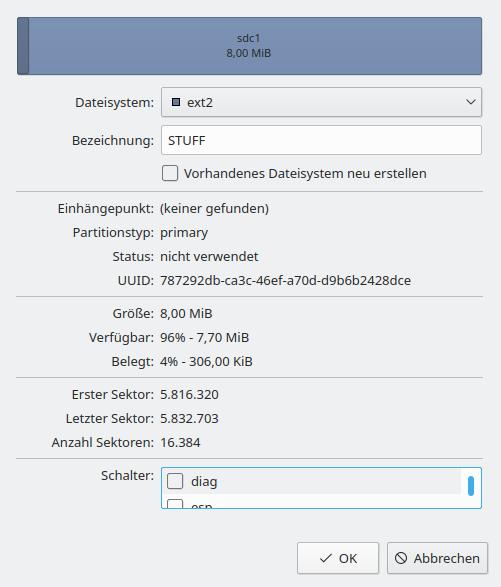 sdc1
8,00 MiB
Dateisystem: ext2
Bezeichnung: STUFF
Vorhandenes Dateisystem neu erstellen
Einhängepunkt: (keiner gefunden)
Partitionstyp: primary
Status: nicht verwendet
UUID: 787292db-ca3c-46ef-a70d-d9b6b2428dce
Größe: 8,00 MiB
Verfügbar: 96% - 7,70 MiB
Belegt: 4% - 306,00 KiB
Erster Sektor: 5.816.320
Letzter Sektor: 5.832.703
Anzahl Sektoren: 16.384
Schalter: diag
esp
OK Abbrechen